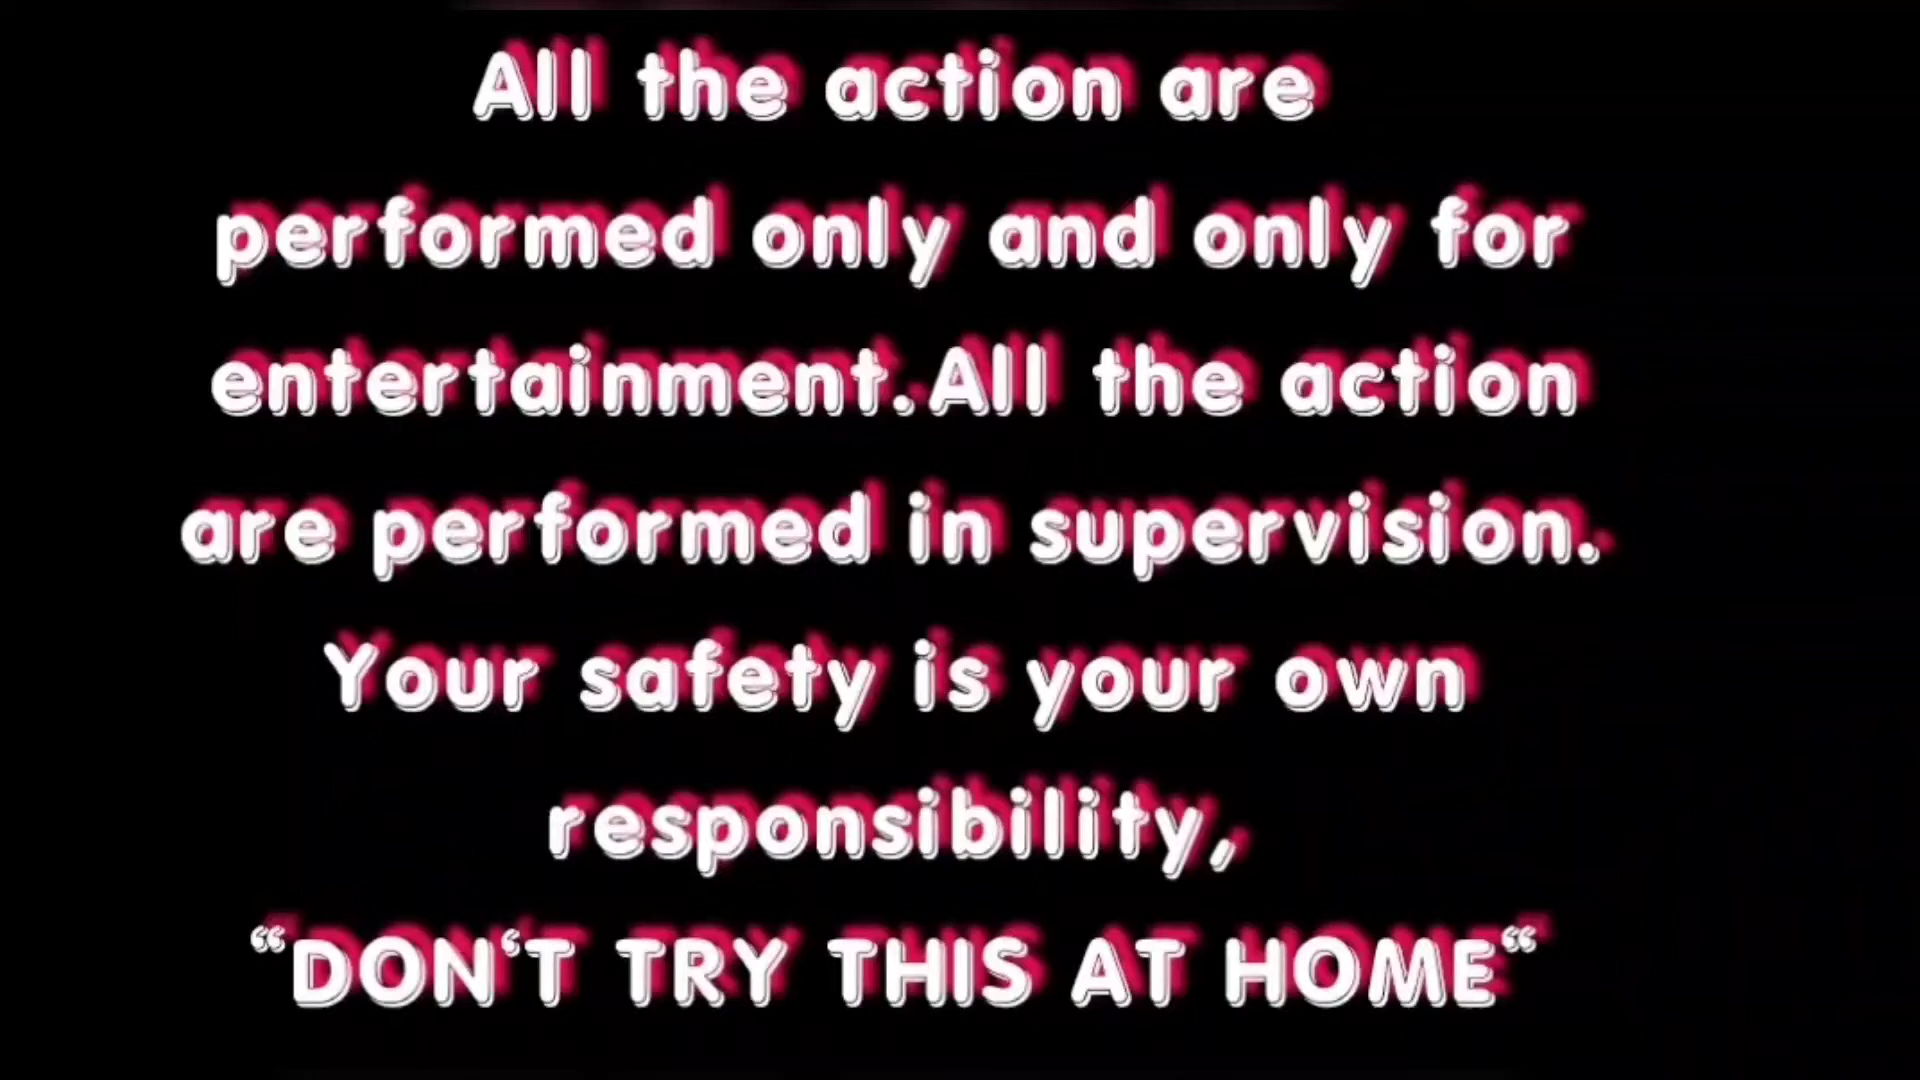 All the action are
performed only and only for
entertainment.All the action
are performed in supervision.
Your safety is your own
responsibility,
“DON‘T TRY THIS AT HOME“